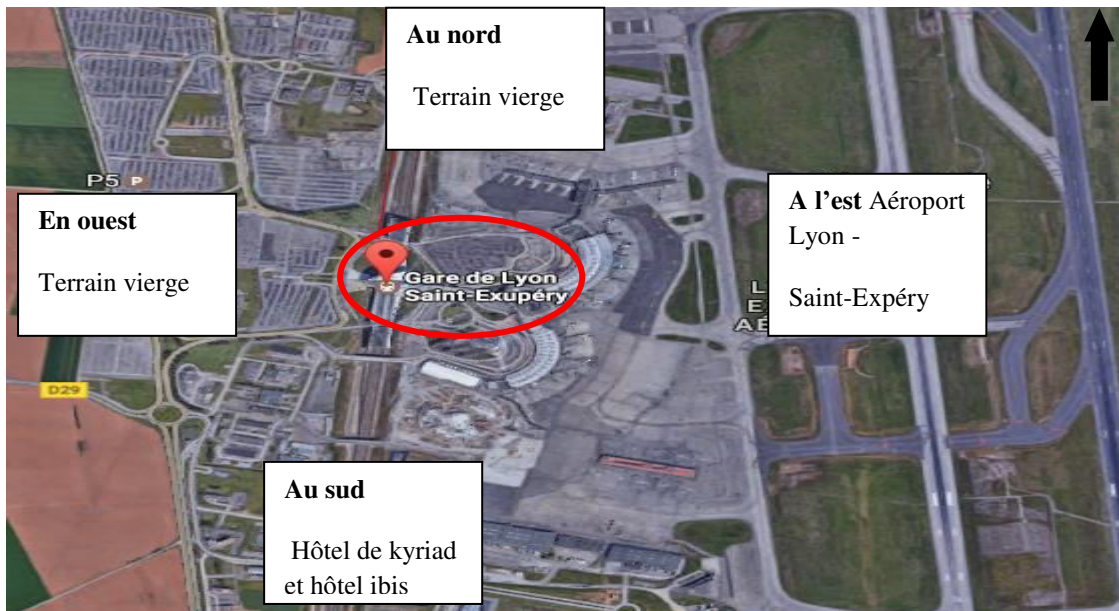 Au nord
Terrain vierge
P5 P
En ouest
Terrain vierge
A l’est Aéroport
Lyon -
Saint-Expéry
Gare de Lyon
Saint-Exupéry
L
E
AÉ
D29
Au sud
Hôtel de kyriad
et hôtel ibis